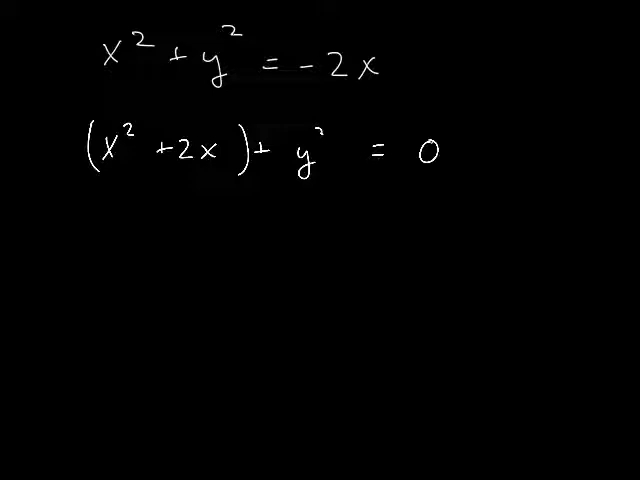 x² + y² = - 2x
(x² + 2x) + y² = 0